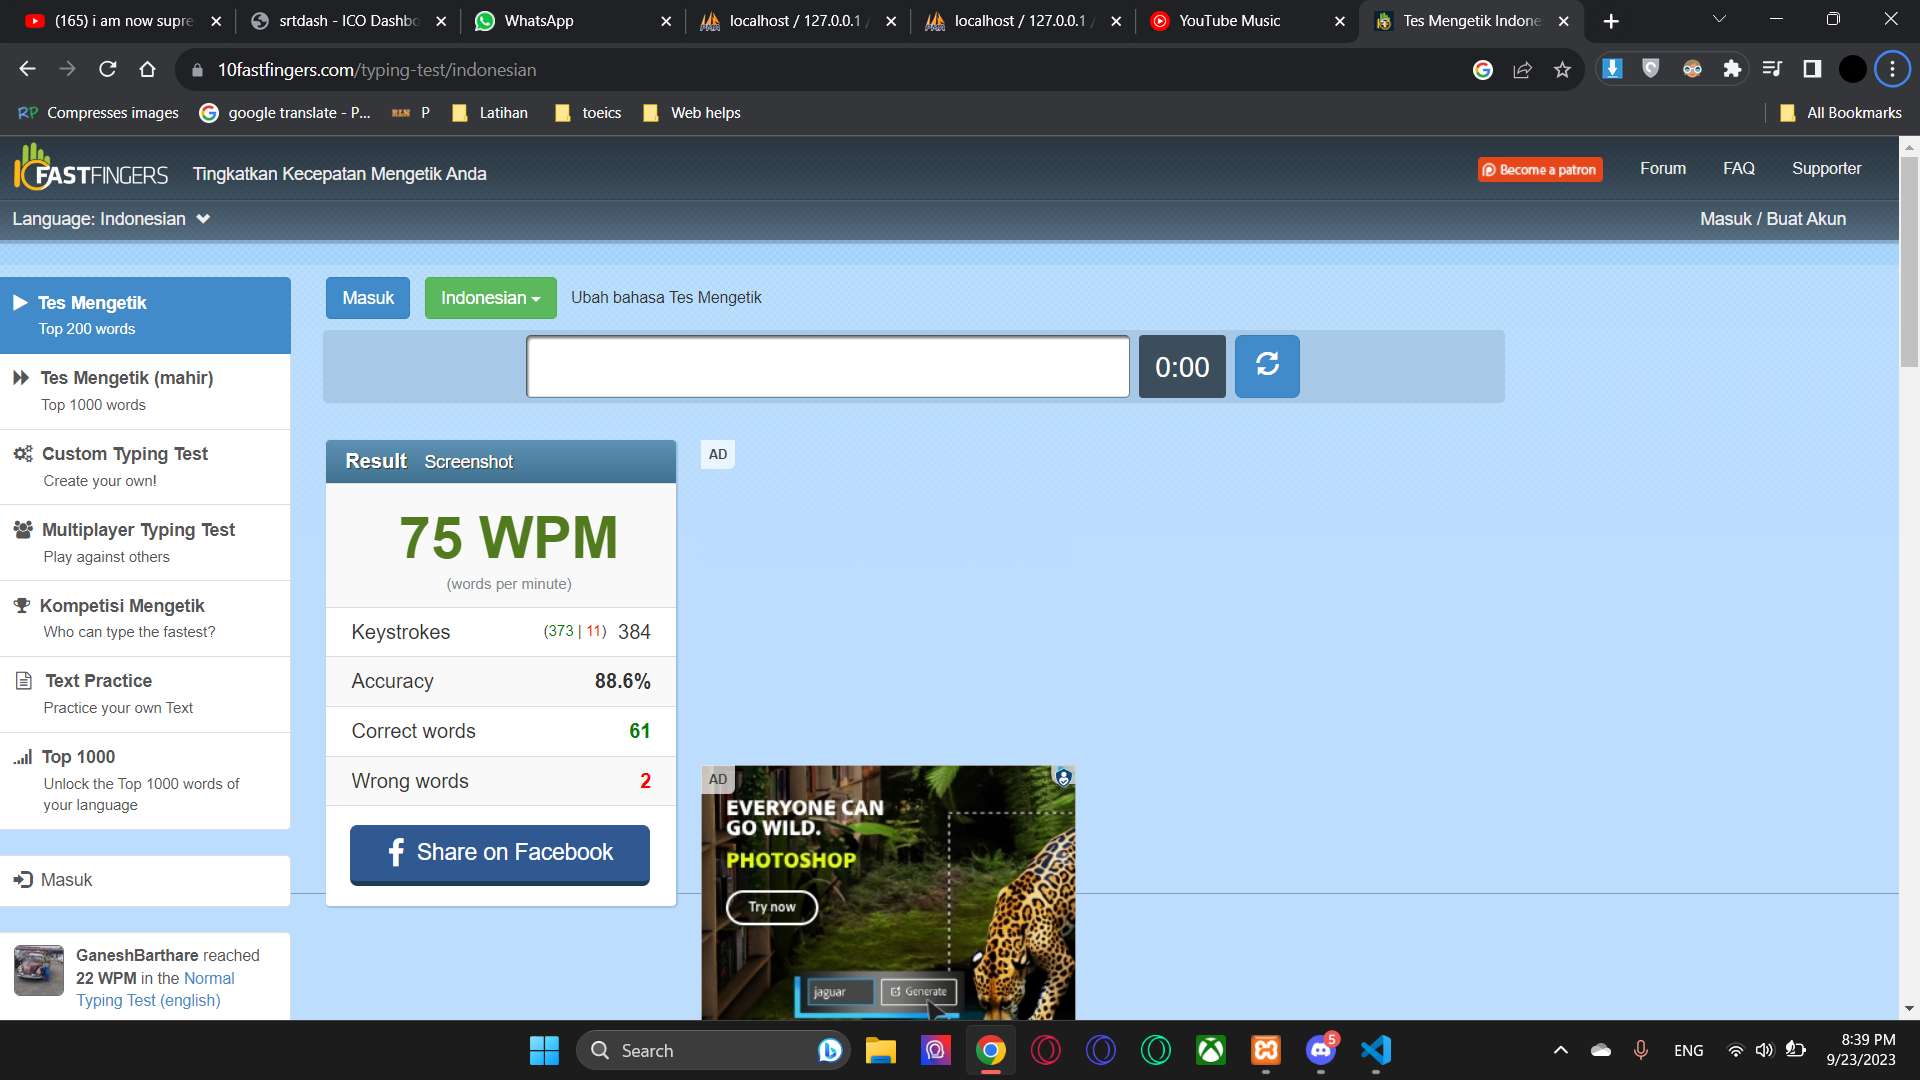 (165) i am now supre
srtdash - ICO Dashbo
WhatsApp
localhost / 127.0.0.1 /
localhost / 127.0.0.1 /
YouTube Music
Tes Mengetik Indone
10fastfingers.com/typing-test/indonesian
RP Compresses images
google translate - P...
RLN P
Latihan
toeics
Web helps
All Bookmarks
10FASTFINGERS
Tingkatkan Kecepatan Mengetik Anda
Become a patron
Forum
FAQ
Supporter
Language: Indonesian
Masuk / Buat Akun
Tes Mengetik
Top 200 words
Tes Mengetik (mahir)
Top 1000 words
Custom Typing Test
Create your own!
Multiplayer Typing Test
Play against others
Kompetisi Mengetik
Who can type the fastest?
Text Practice
Practice your own Text
Top 1000
Unlock the Top 1000 words of
your language
Masuk
GaneshBarthare reached
22 WPM in the Normal
Typing Test (english)
Masuk
Indonesian
Ubah bahasa Tes Mengetik
0:00
Result Screenshot
75 WPM
(words per minute)
Keystrokes (373 | 11) 384
Accuracy 88.6%
Correct words 61
Wrong words 2
Share on Facebook
AD
AD
EVERYONE CAN
GO WILD.
PHOTOSHOP
Try now
jaguar
Generate
Search
5
ENG
8:39 PM
9/23/2023